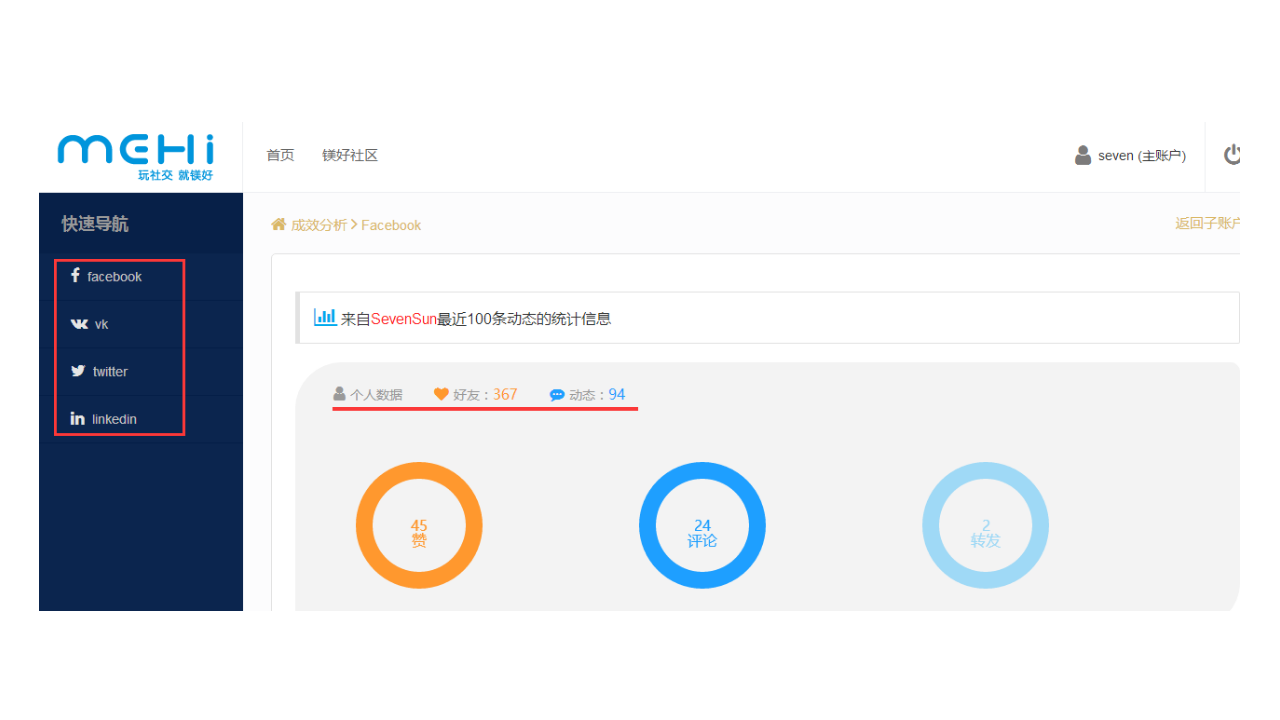 MEHi
玩社交 就镁好
首页 镁好社区
seven (主账户)
快速导航
成效分析 Facebook
返回子账户
facebook
来自SevenSun最近100条动态的统计信息
vk
twitter
个人数据 好友：367 动态：94
linkedin
45
赞
24
评论
2
转发